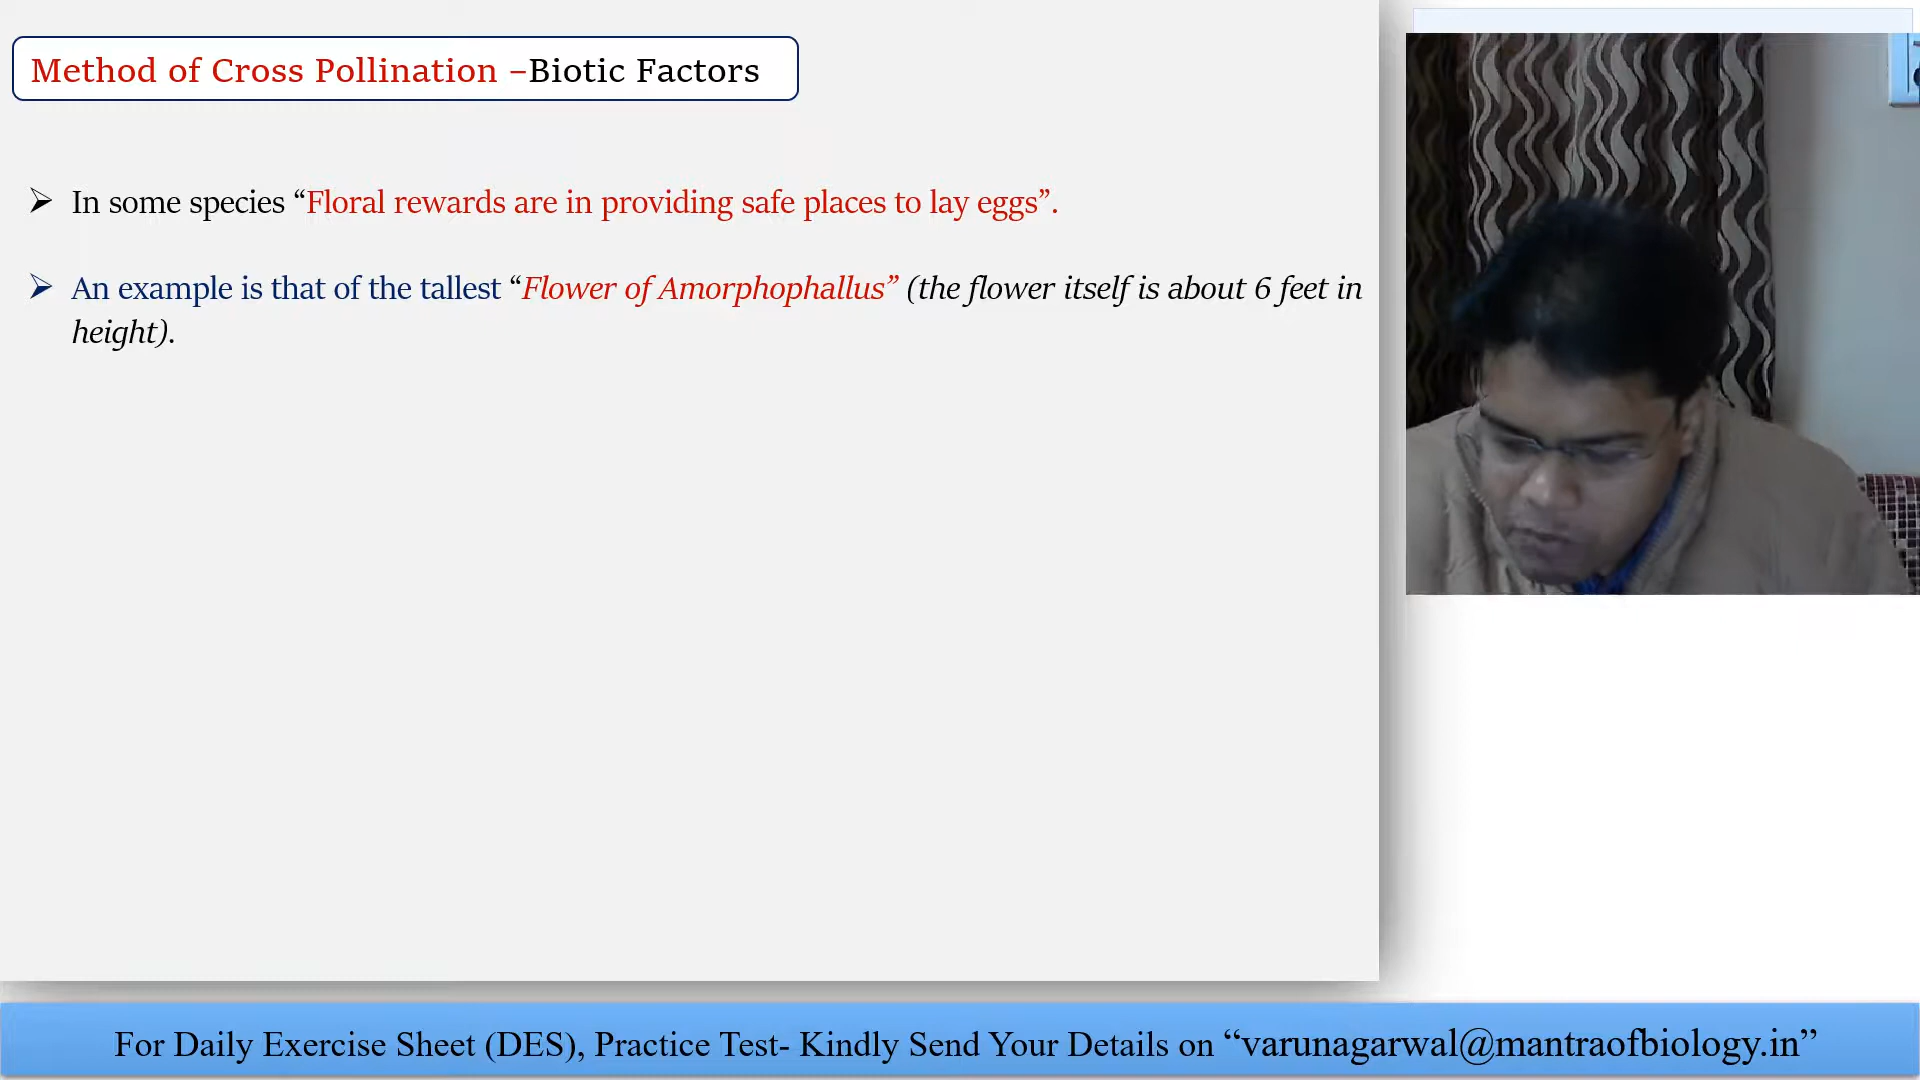 Method of Cross Pollination –Biotic Factors
➢ In some species “Floral rewards are in providing safe places to lay eggs”.
➢ An example is that of the tallest “Flower of Amorphophallus” (the flower itself is about 6 feet in
height).
For Daily Exercise Sheet (DES), Practice Test- Kindly Send Your Details on “varunagarwal@mantraofbiology.in”